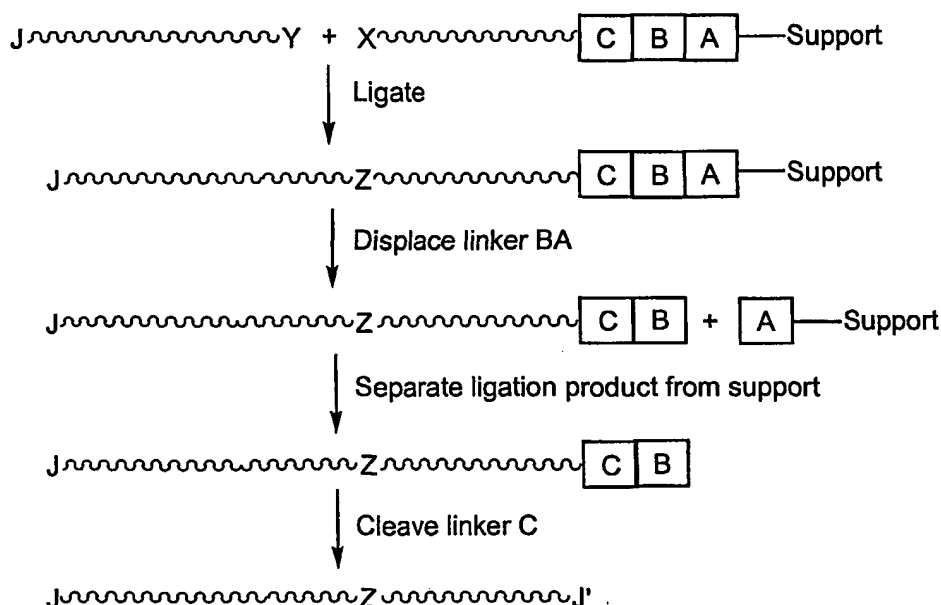 J Y + X C B A Support
Ligate
J Z C B A Support
Displace linker BA
J Z C B + A Support
Separate ligation product from support
J Z C B
Cleave linker C
J Z J'